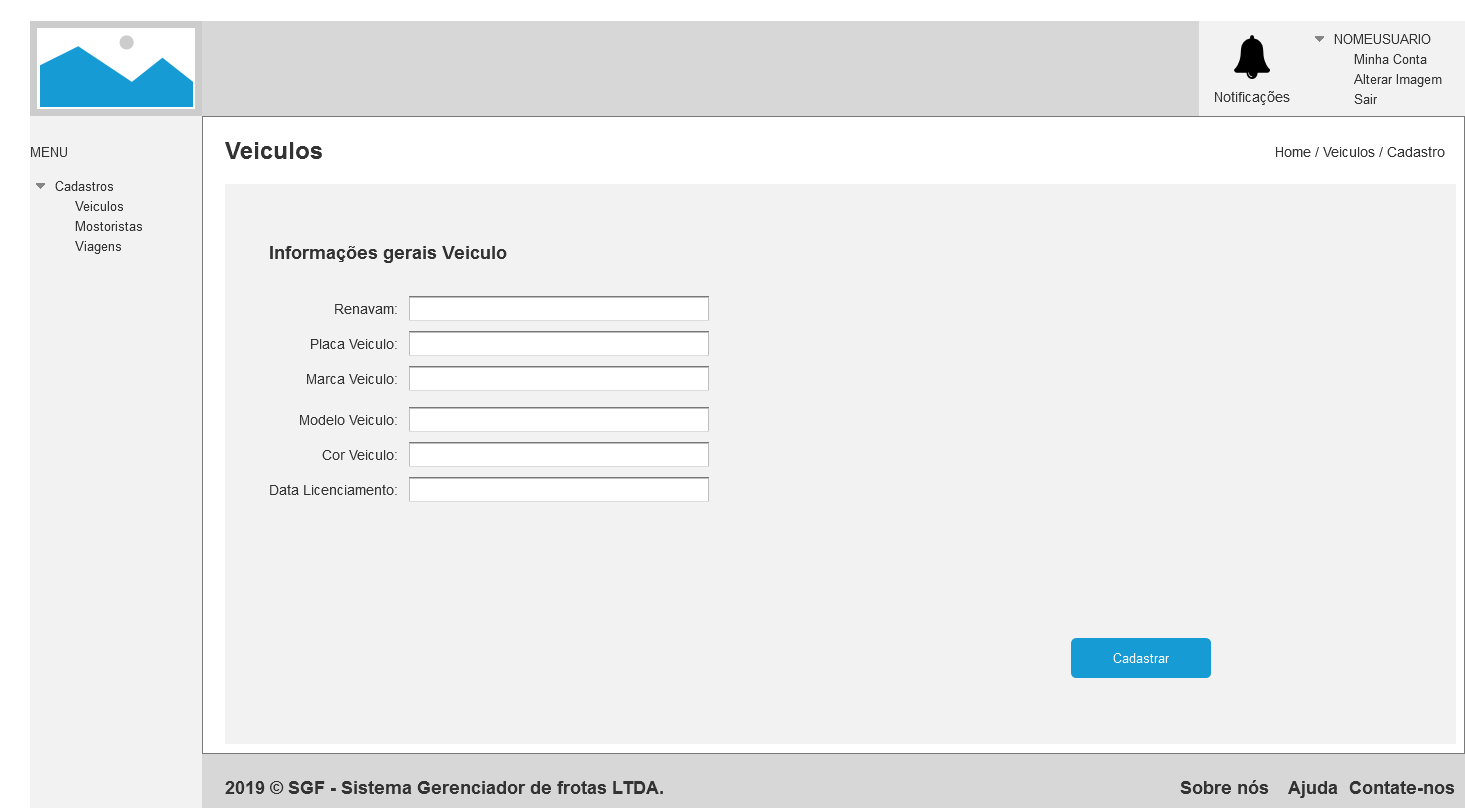 Notificações
NOMEUSUARIO
Minha Conta
Alterar Imagem
Sair
MENU
Cadastros
Veiculos
Mostoristas
Viagens
Veiculos
Home / Veiculos / Cadastro
Informações gerais Veiculo
Renavam:
Placa Veiculo:
Marca Veiculo:
Modelo Veiculo:
Cor Veiculo:
Data Licenciamento:
Cadastrar
2019 © SGF - Sistema Gerenciador de frotas LTDA.
Sobre nós Ajuda Contate-nos